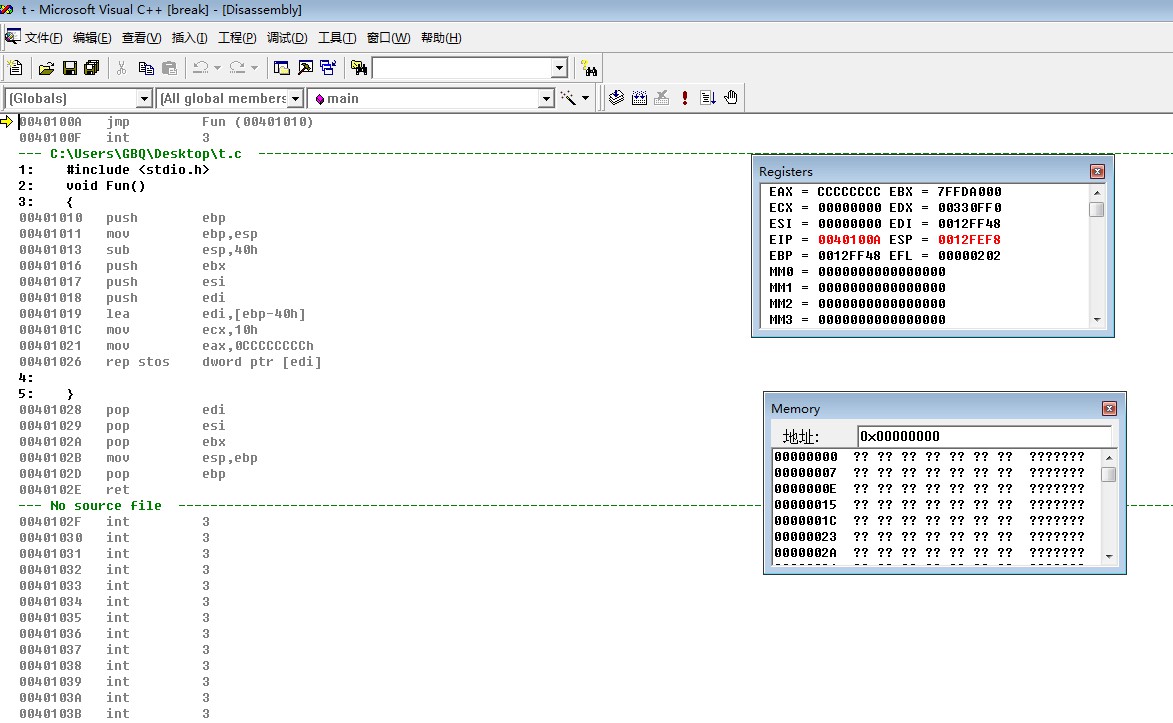 t - Microsoft Visual C++ [break] - [Disassembly]
文件(F) 编辑(E) 查看(V) 插入(I) 工程(P) 调试(D) 工具(T) 窗口(W) 帮助(H)
(Globals) (All global members main
0040100A jmp Fun (00401010)
0040100F int 3
--- C:\Users\GBQ\Desktop\t.c
1: #include <stdio.h>
2: void Fun()
3: {
00401010 push ebp
00401011 mov ebp,esp
00401013 sub esp,40h
00401016 push ebx
00401017 push esi
00401018 push edi
00401019 lea edi,[ebp-40h]
0040101C mov ecx,10h
00401021 mov eax,0CCCCCCCCh
00401026 rep stos dword ptr [edi]
4:
5: }
00401028 pop edi
00401029 pop esi
0040102A pop ebx
0040102B mov esp,ebp
0040102D pop ebp
0040102E ret
--- No source file
0040102F int 3
00401030 int 3
00401031 int 3
00401032 int 3
00401033 int 3
00401034 int 3
00401035 int 3
00401036 int 3
00401037 int 3
00401038 int 3
00401039 int 3
0040103A int 3
0040103B int 3
Registers
EAX = CCCCCCCC EBX = 7FFDA000
ECX = 00000000 EDX = 00330FF0
ESI = 00000000 EDI = 0012FF48
EIP = 0040100A ESP = 0012FEF8
EBP = 0012FF48 EFL = 00000202
MM0 = 0000000000000000
MM1 = 0000000000000000
MM2 = 0000000000000000
MM3 = 0000000000000000
Memory
地址: 0x00000000
00000000 ?? ?? ?? ?? ?? ?? ?? ???????
00000007 ?? ?? ?? ?? ?? ?? ?? ???????
0000000E ?? ?? ?? ?? ?? ?? ?? ???????
00000015 ?? ?? ?? ?? ?? ?? ?? ???????
0000001C ?? ?? ?? ?? ?? ?? ?? ???????
00000023 ?? ?? ?? ?? ?? ?? ?? ???????
0000002A ?? ?? ?? ?? ?? ?? ?? ???????